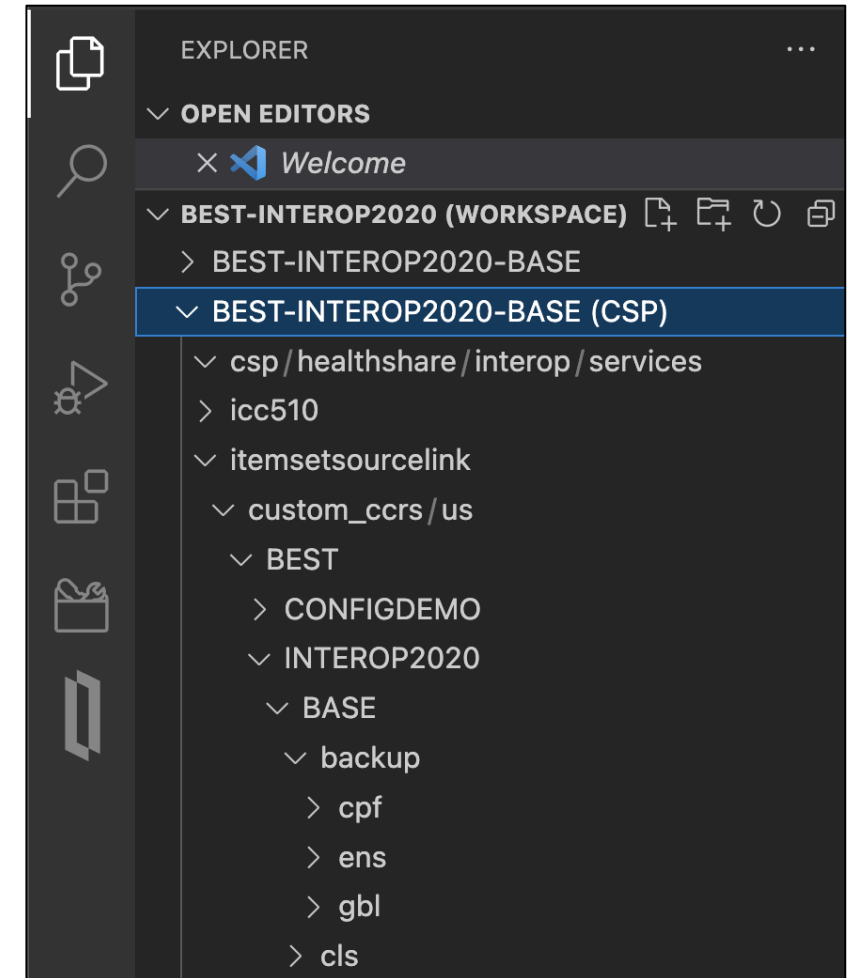 EXPLORER
OPEN EDITORS
Welcome
BEST-INTEROP2020 (WORKSPACE)
BEST-INTEROP2020-BASE
BEST-INTEROP2020-BASE (CSP)
csp/healthshare/interop/services
icc510
itemsetsourcelink
custom_ccrs/us
BEST
CONFIGDEMO
INTEROP2020
BASE
backup
cpf
ens
gbl
cls